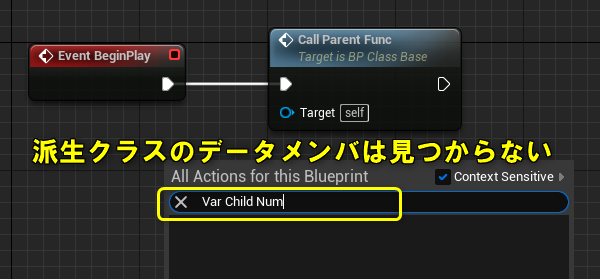 Event BeginPlay
Call Parent Func
Target is BP Class Base
Target self
派生クラスのデータメンバは見つからない
All Actions for this Blueprint Context Sensitive
Var Child Num